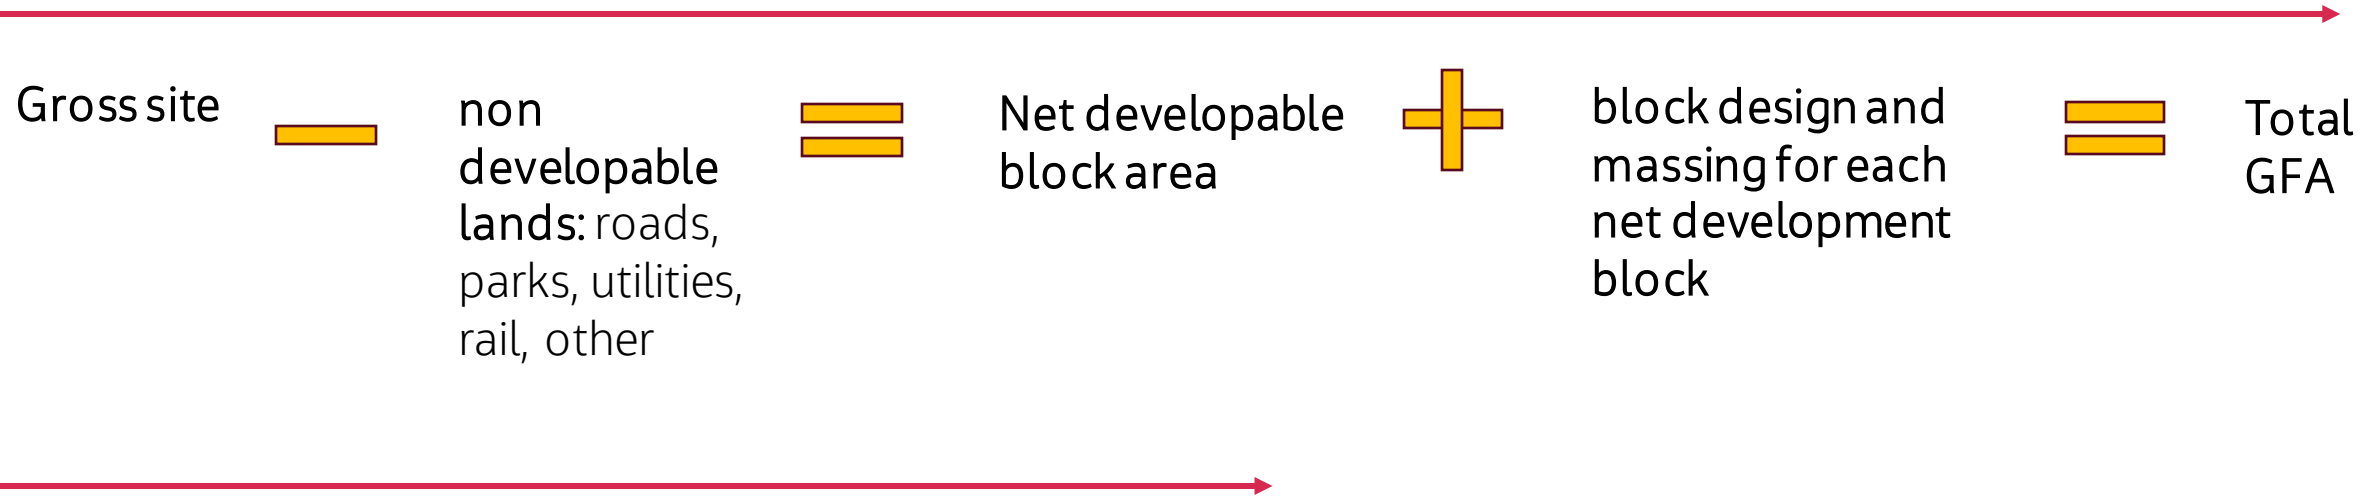 Gross site
non
developable
lands: roads,
parks, utilities,
rail, other
Net developable
block area
block design and
massing for each
net development
block
Total
GFA